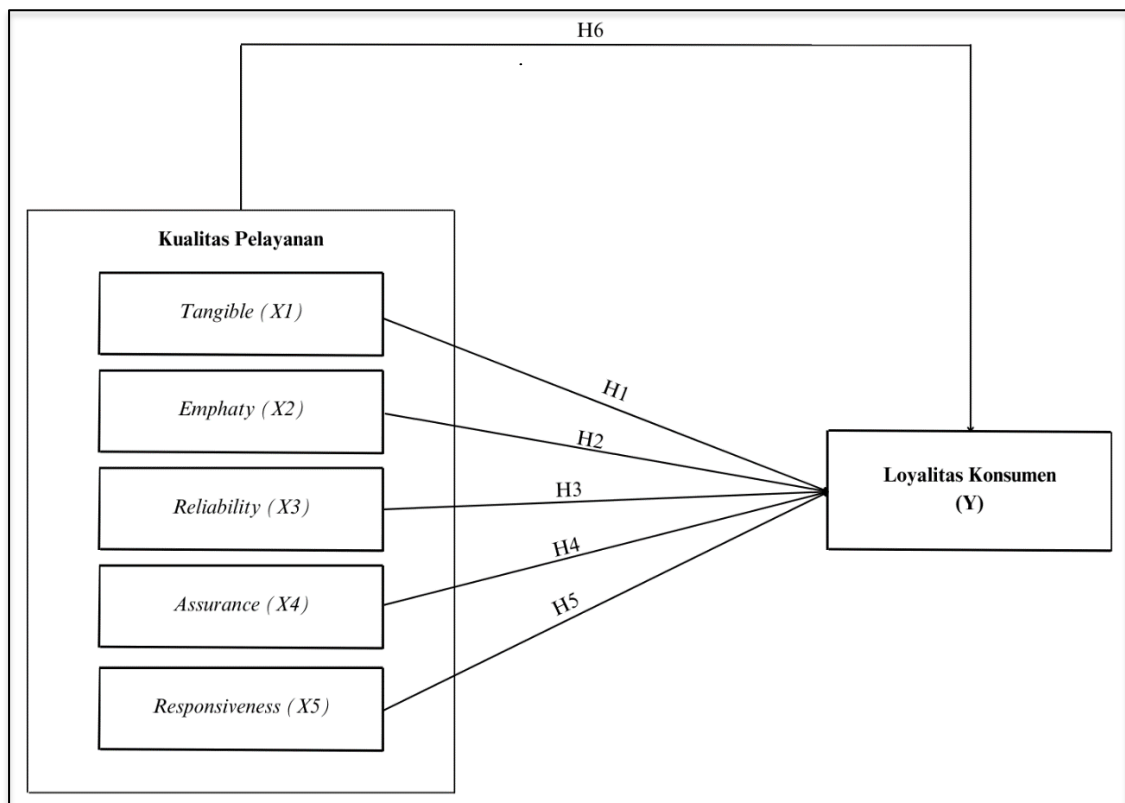 H6
Kualitas Pelayanan
Tangible (X1)
Emphaty (X2)
Reliability (X3)
Assurance (X4)
Responsiveness (X5)
H1
H2
H3
H4
H5
Loyalitas Konsumen
(Y)